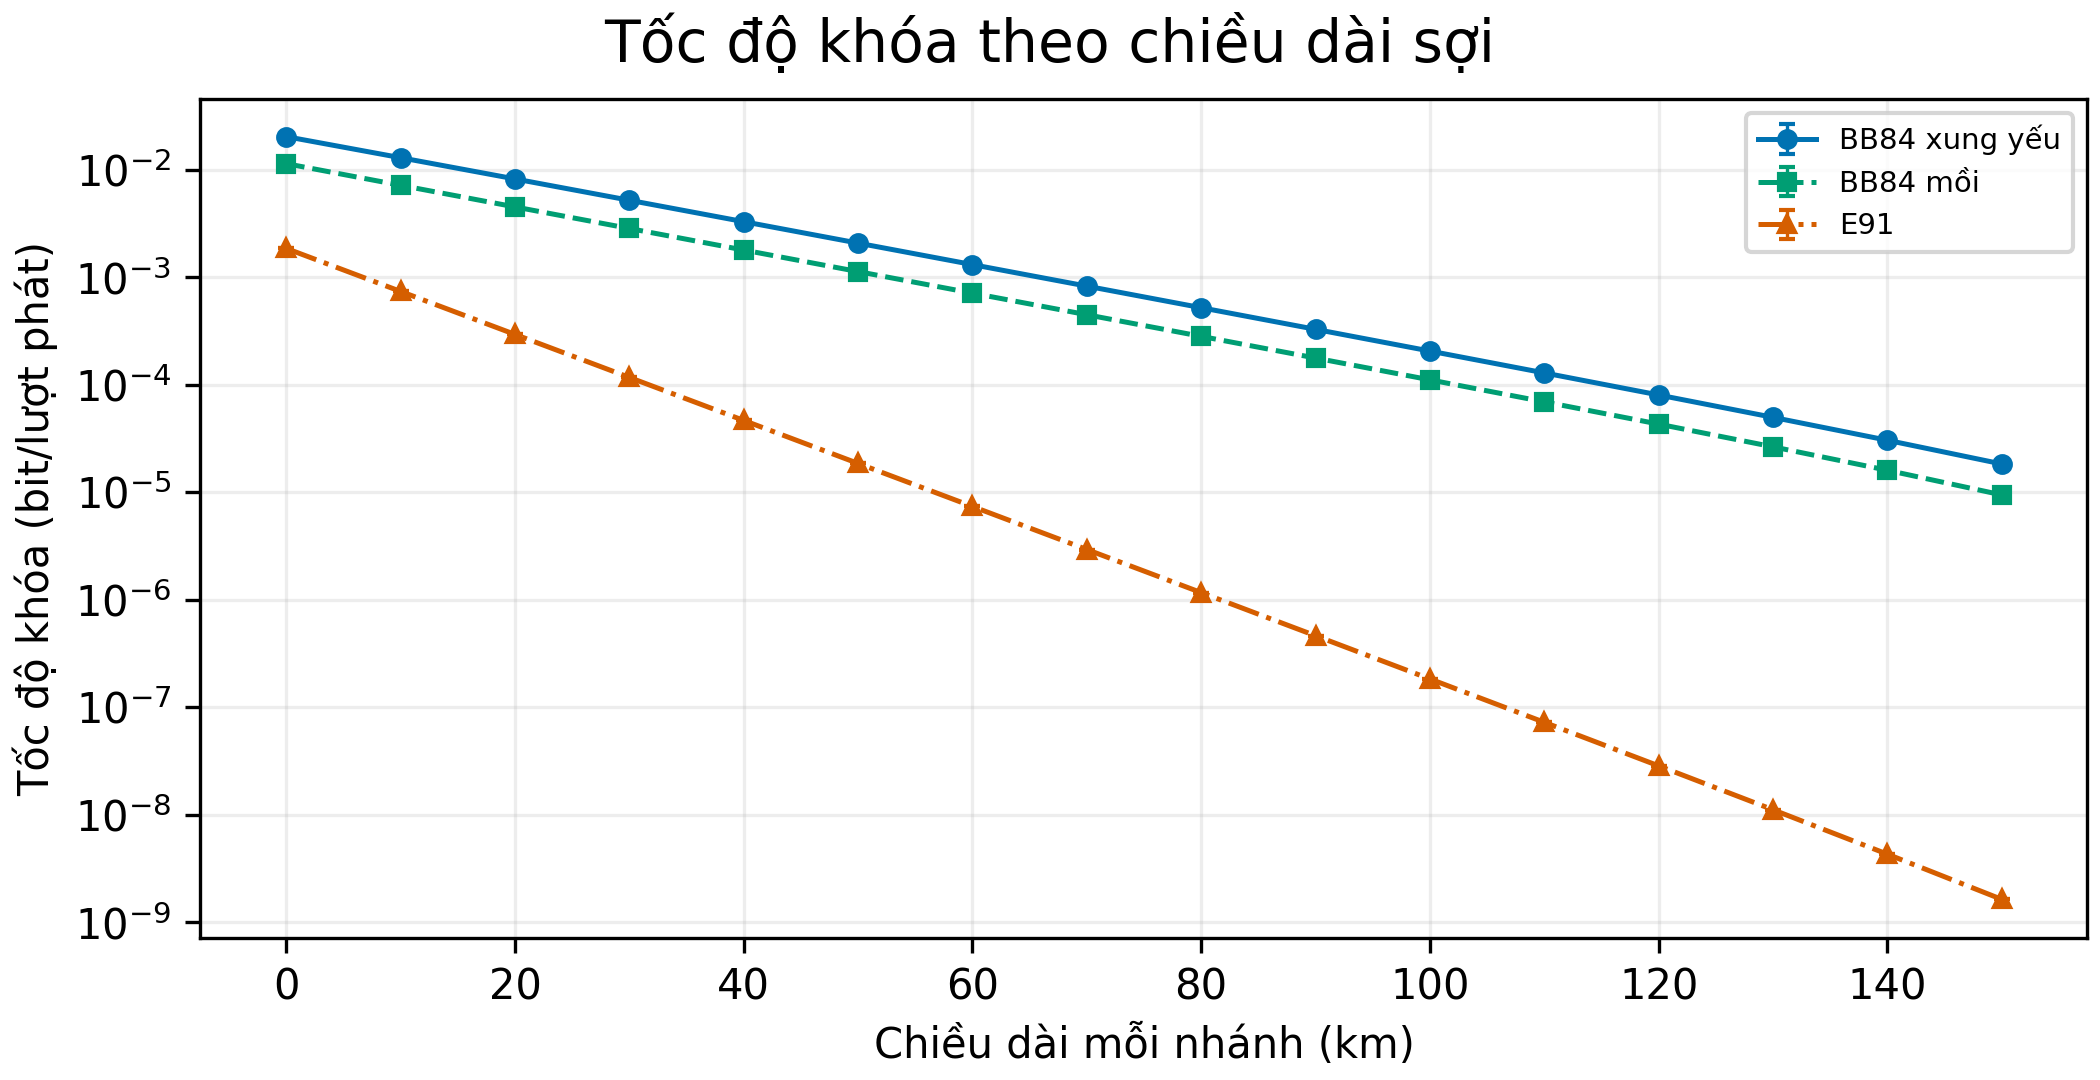 Tốc độ khóa theo chiều dài sợi
Tốc độ khóa (bit/lượt phát)
10⁻²
10⁻³
10⁻⁴
10⁻⁵
10⁻⁶
10⁻⁷
10⁻⁸
10⁻⁹
BB84 xung yếu
BB84 mồi
E91
0 20 40 60 80 100 120 140
Chiều dài mỗi nhánh (km)